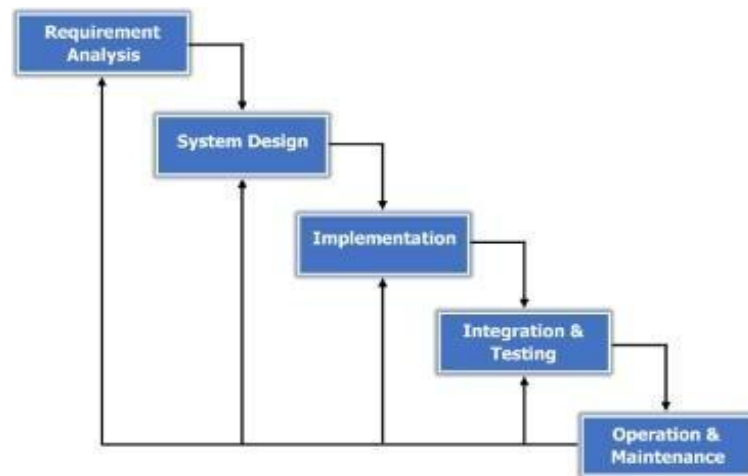 Requirement
Analysis
System Design
Implementation
Integration &
Testing
Operation &
Maintenance